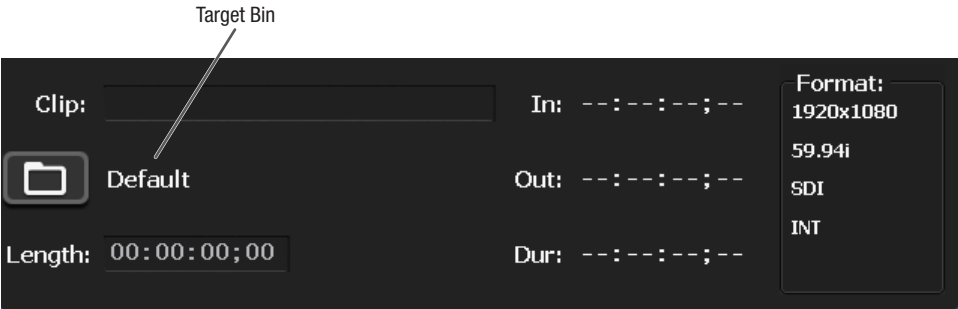 Target Bin
Clip:
In: --:--:--;--
Format:
1920x1080
59.94i
SDI
INT
Default
Out: --:--:--;--
Length: 00:00:00;00
Dur: --:--:--;--